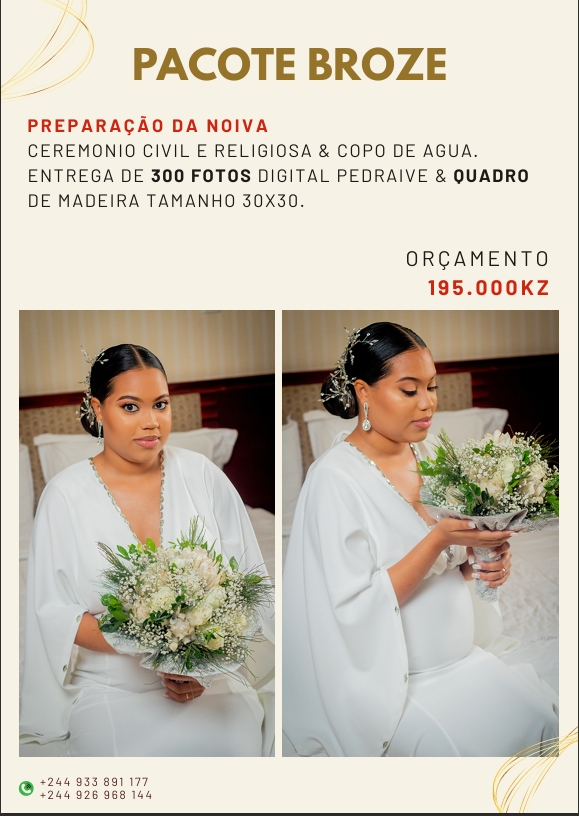 PACOTE BROZE
PREPARAÇÃO DA NOIVA
CEREMONIO CIVIL E RELIGIOSA & COPO DE AGUA.
ENTREGA DE 300 FOTOS DIGITAL PEDRAIVE & QUADRO
DE MADEIRA TAMANHO 30X30.
ORÇAMENTO
195.000KZ
+244 933 891 177
+244 926 968 144